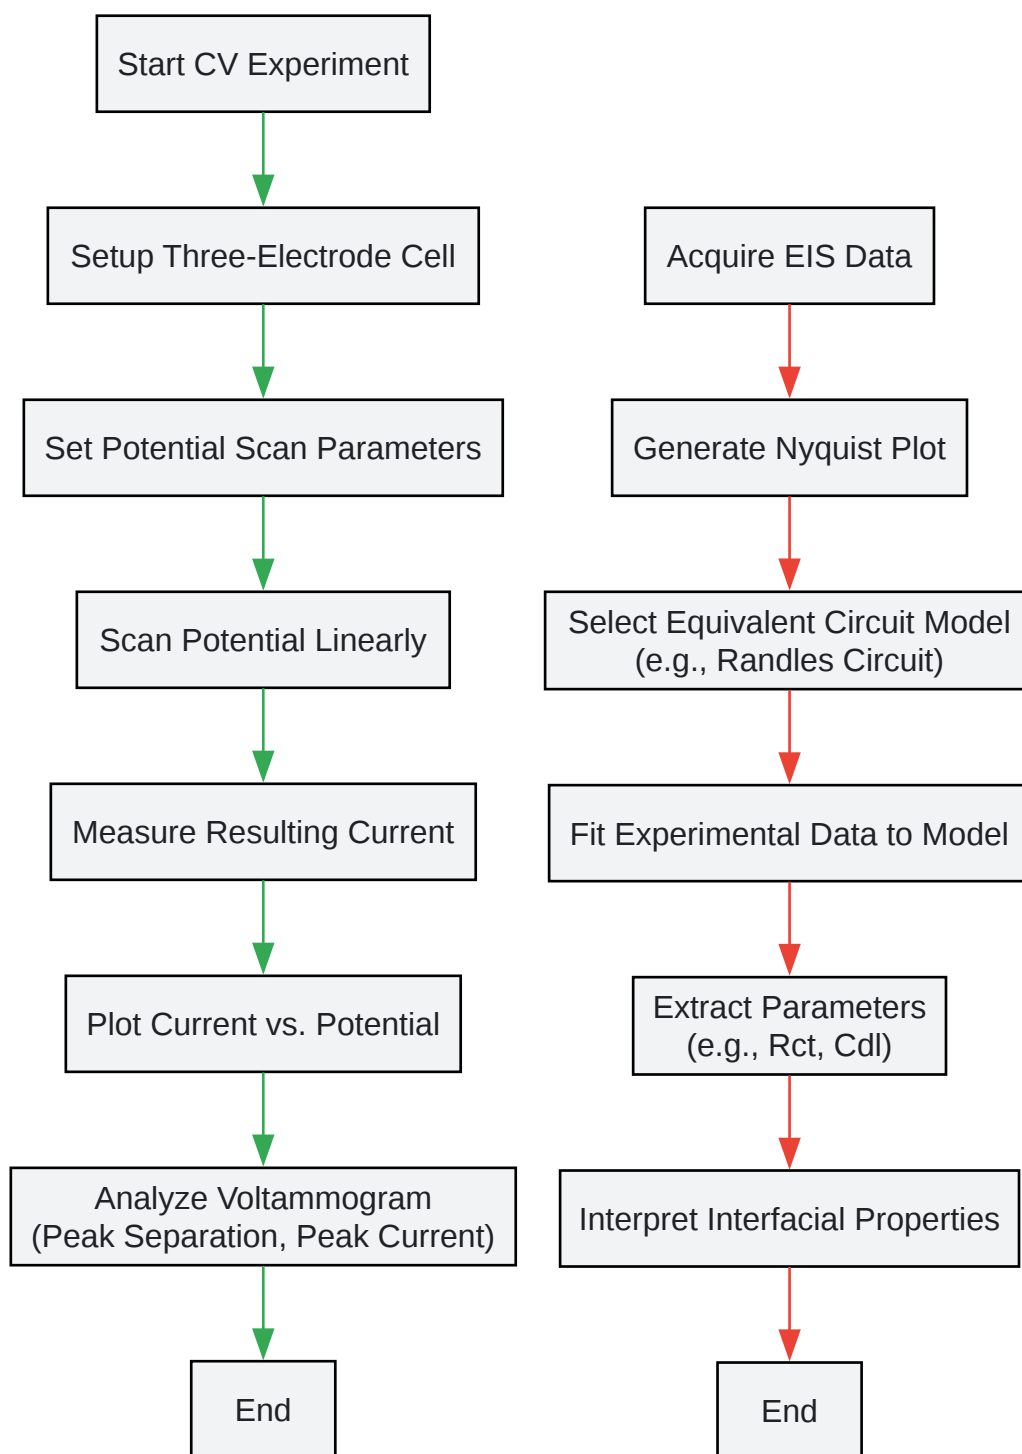 Start CV Experiment
Setup Three-Electrode Cell
Set Potential Scan Parameters
Scan Potential Linearly
Measure Resulting Current
Plot Current vs. Potential
Analyze Voltammogram
(Peak Separation, Peak Current)
End
Acquire EIS Data
Generate Nyquist Plot
Select Equivalent Circuit Model
(e.g., Randles Circuit)
Fit Experimental Data to Model
Extract Parameters
(e.g., Rct, Cdl)
Interpret Interfacial Properties
End